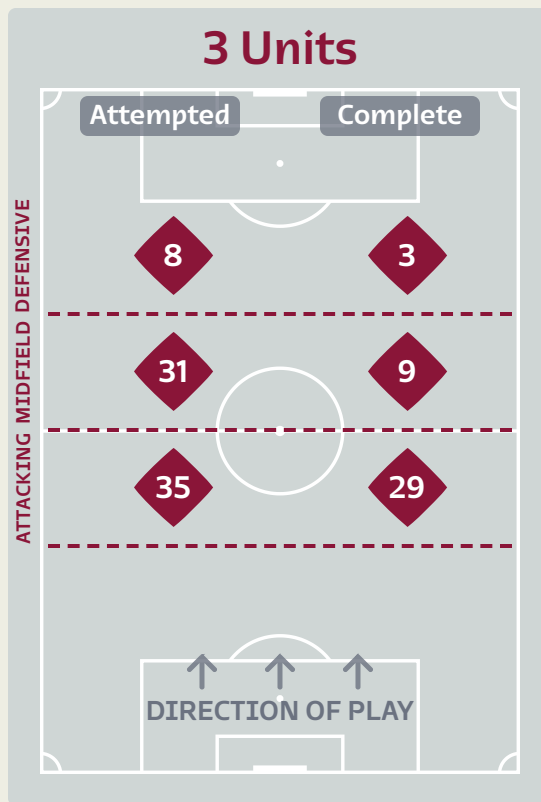 3 Units
Attempted Complete
ATTACKING MIDFIELD DEFENSIVE
8 3
31 9
35 29
DIRECTION OF PLAY